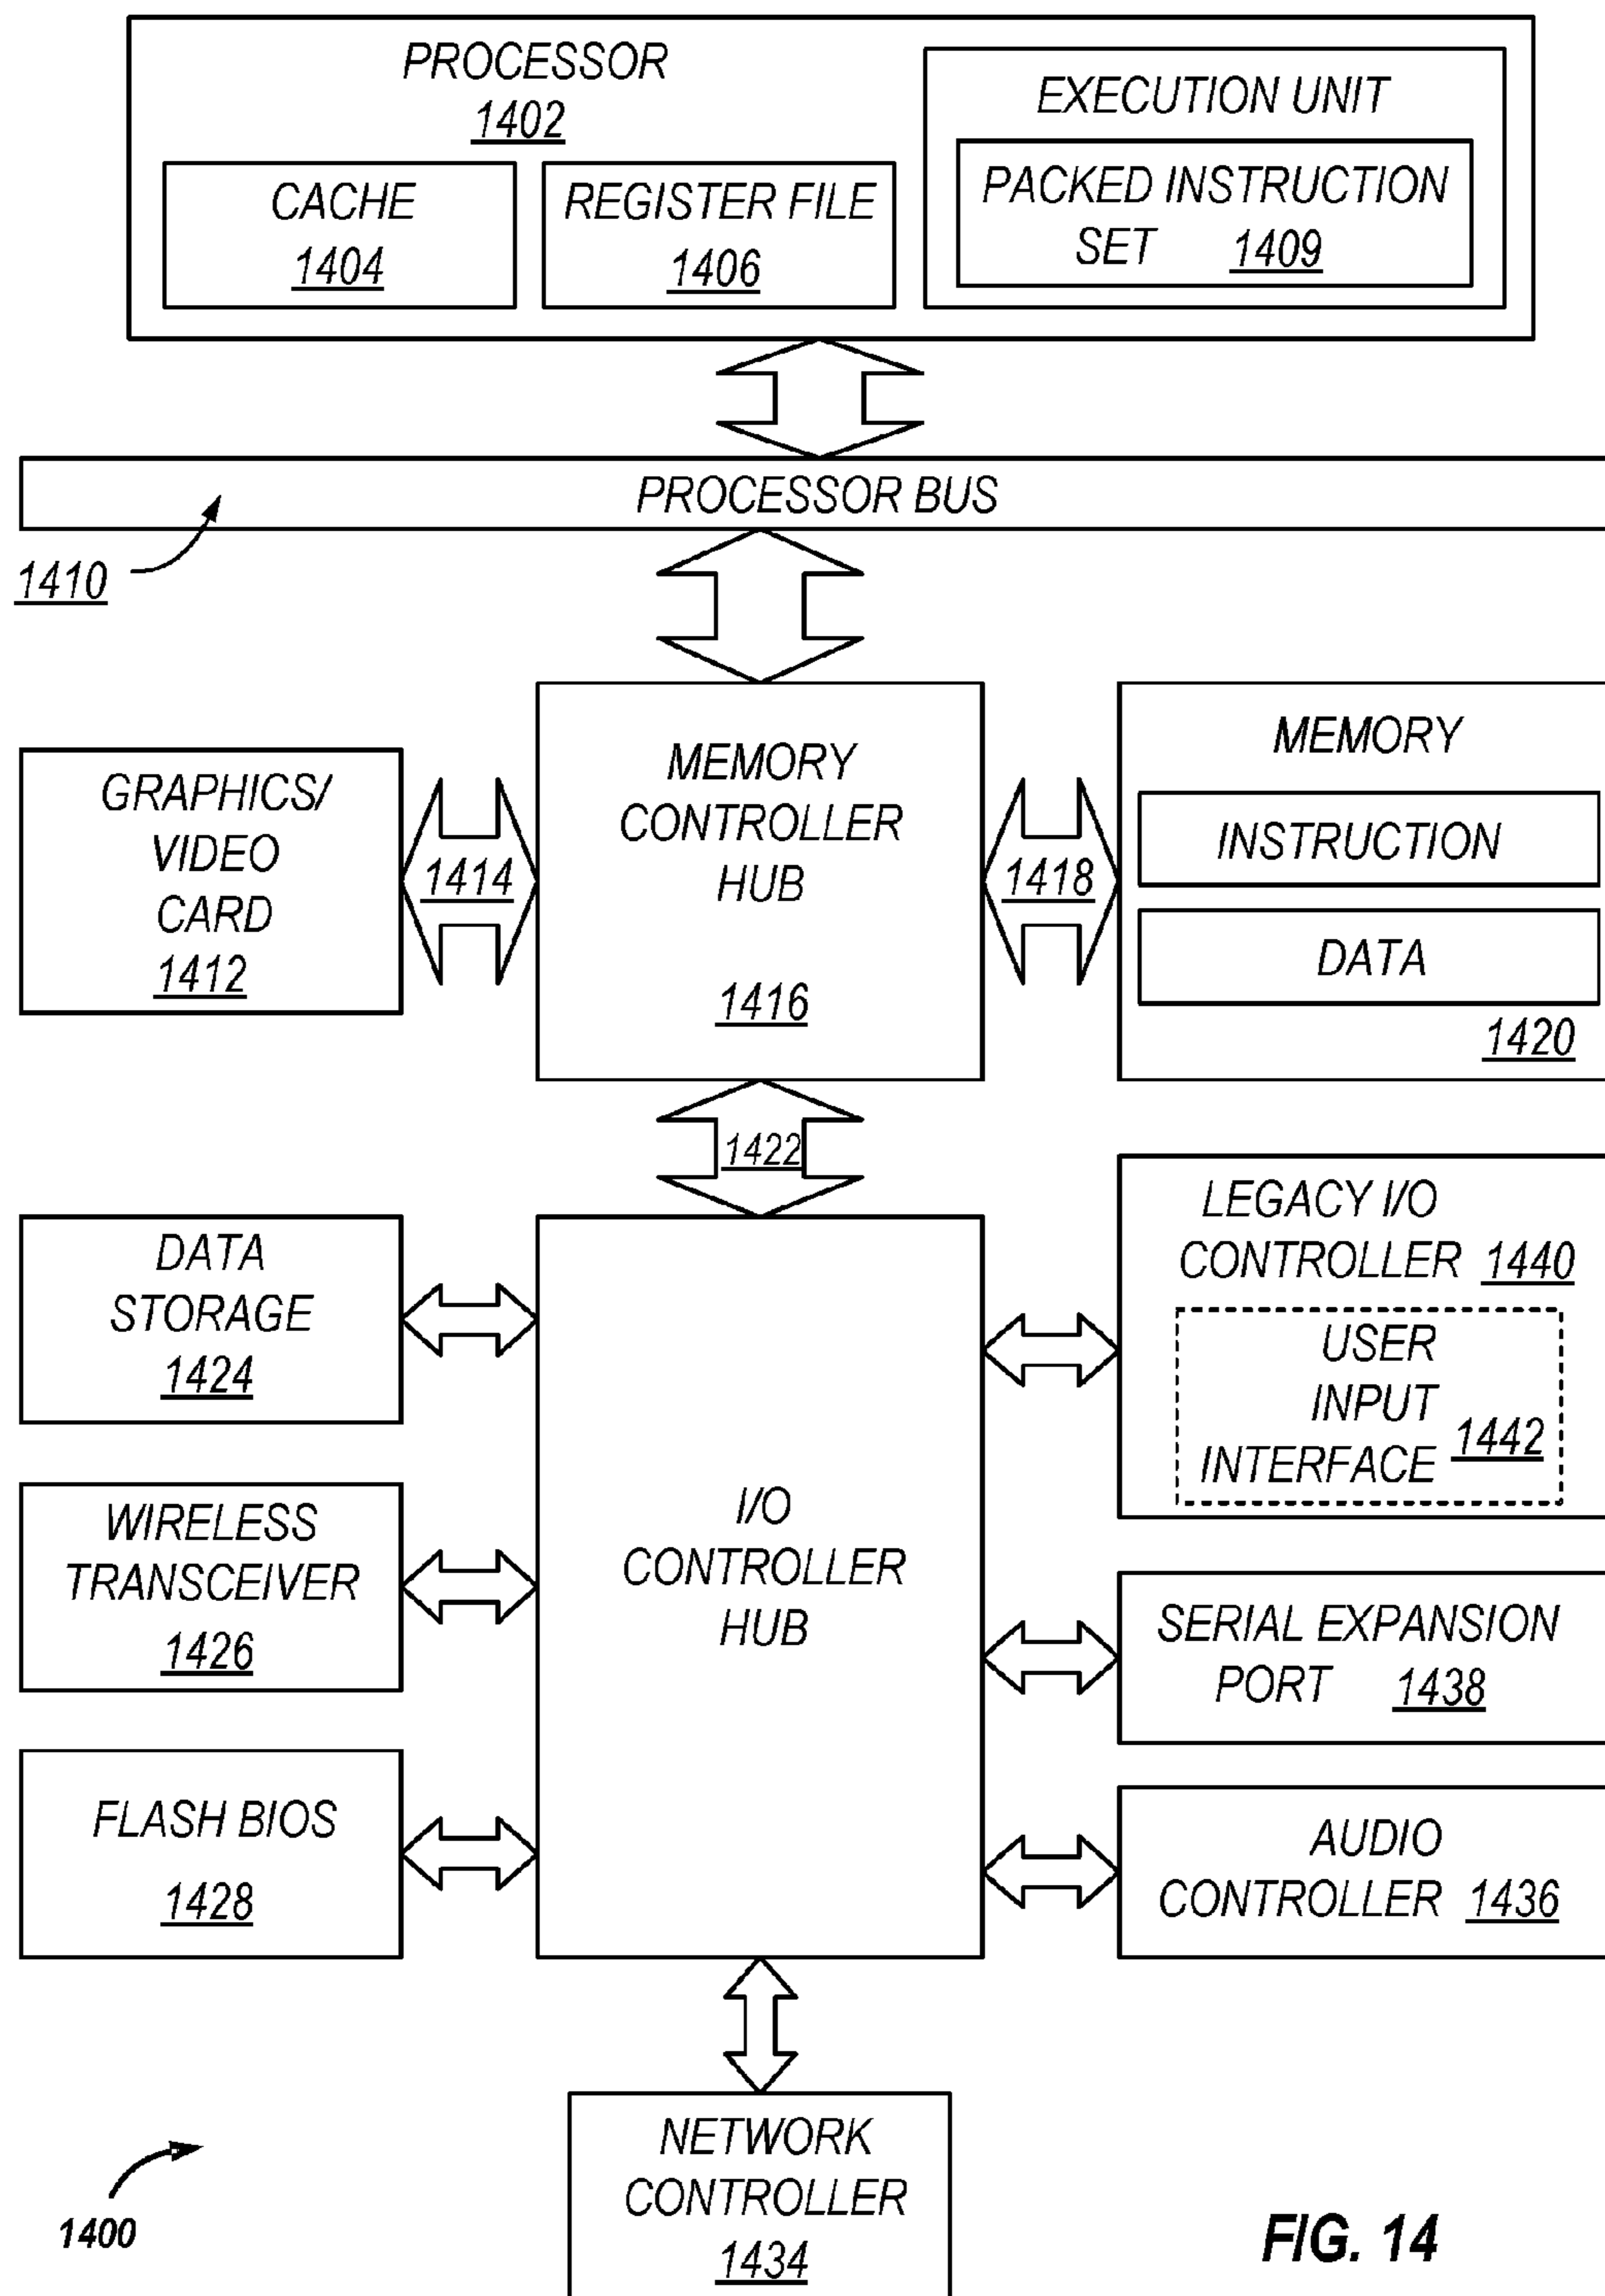 PROCESSOR
1402
CACHE
1404
REGISTER FILE
1406
EXECUTION UNIT
PACKED INSTRUCTION
SET 1409
PROCESSOR BUS
1410
GRAPHICS/
VIDEO
CARD
1412
1414
MEMORY
CONTROLLER
HUB
1416
1418
MEMORY
INSTRUCTION
DATA
1420
1422
DATA
STORAGE
1424
WIRELESS
TRANSCEIVER
1426
FLASH BIOS
1428
I/O
CONTROLLER
HUB
LEGACY I/O
CONTROLLER 1440
USER
INPUT
INTERFACE 1442
SERIAL EXPANSION
PORT 1438
AUDIO
CONTROLLER 1436
NETWORK
CONTROLLER
1434
1400
FIG. 14